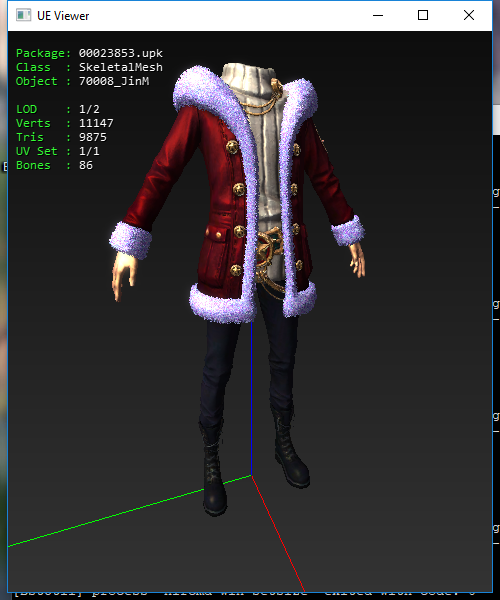 UE Viewer
Package: 00023853.upk
Class : SkeletalMesh
Object : 70008_JinM
LOD : 1/2
Verts : 11147
Tris : 9875
UV Set : 1/1
Bones : 86